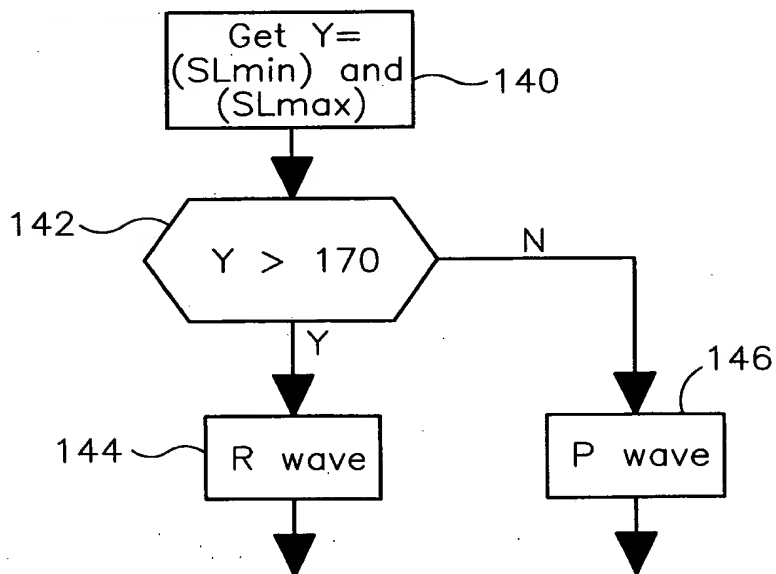 Get Y=
(SLmin) and
(SLmax)
140
142
Y > 170
N
Y
146
144
R wave
P wave